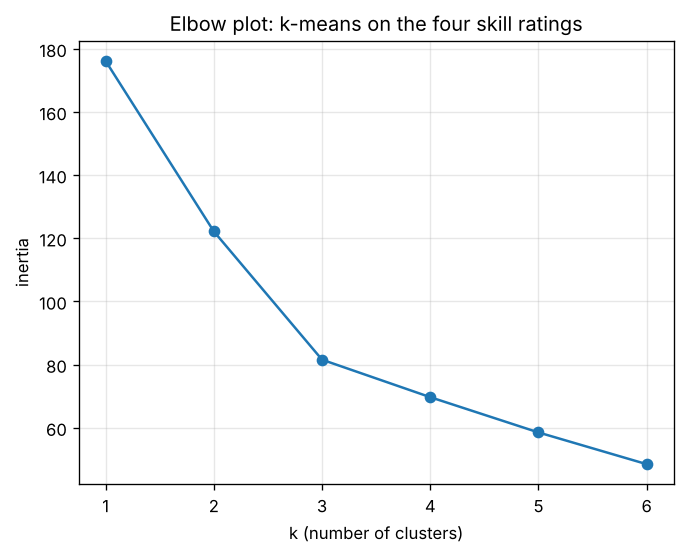 Elbow plot: k-means on the four skill ratings
180
160
140
120
100
80
60
inertia
1 2 3 4 5 6
k (number of clusters)